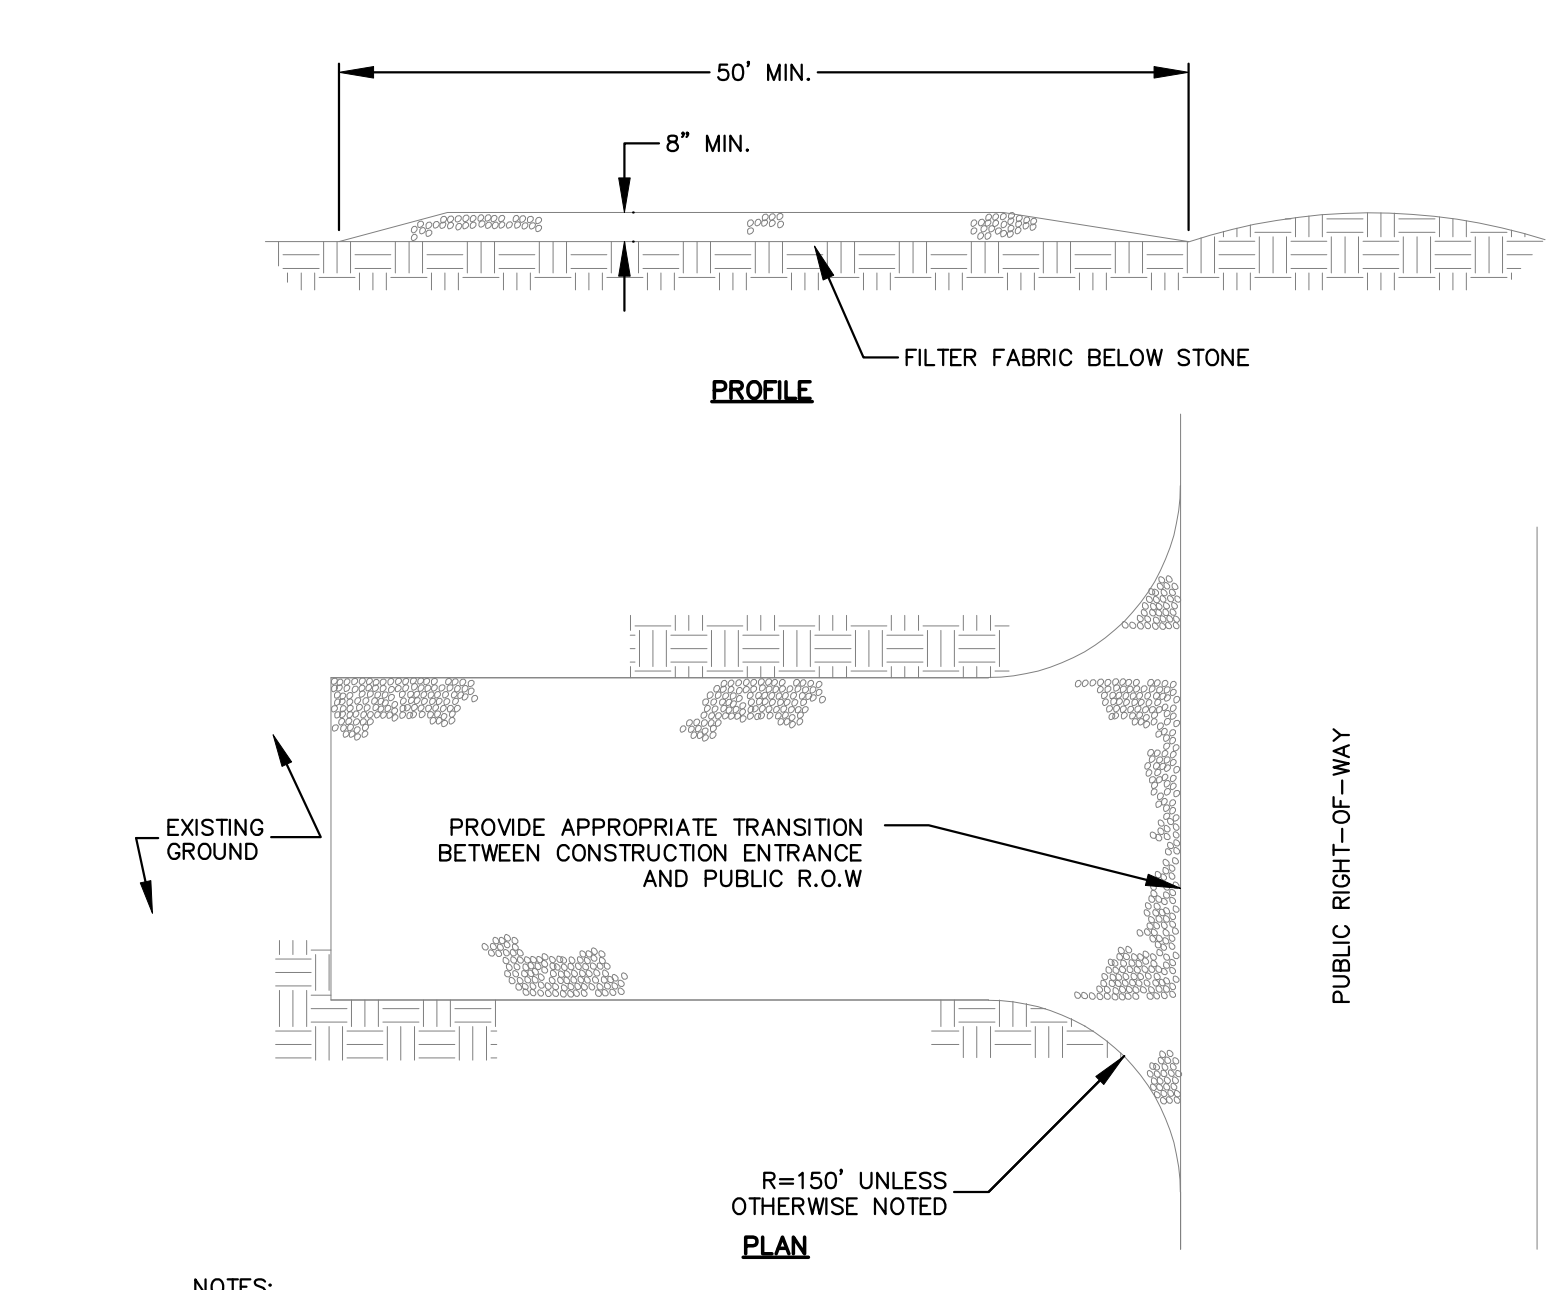 50' MIN.
8" MIN.
FILTER FABRIC BELOW STONE
PROFILE
EXISTING
GROUND
PROVIDE APPROPRIATE TRANSITION
BETWEEN CONSTRUCTION ENTRANCE
AND PUBLIC R.O.W
PUBLIC RIGHT-OF-WAY
R=150' UNLESS
OTHERWISE NOTED
PLAN
NOTES: